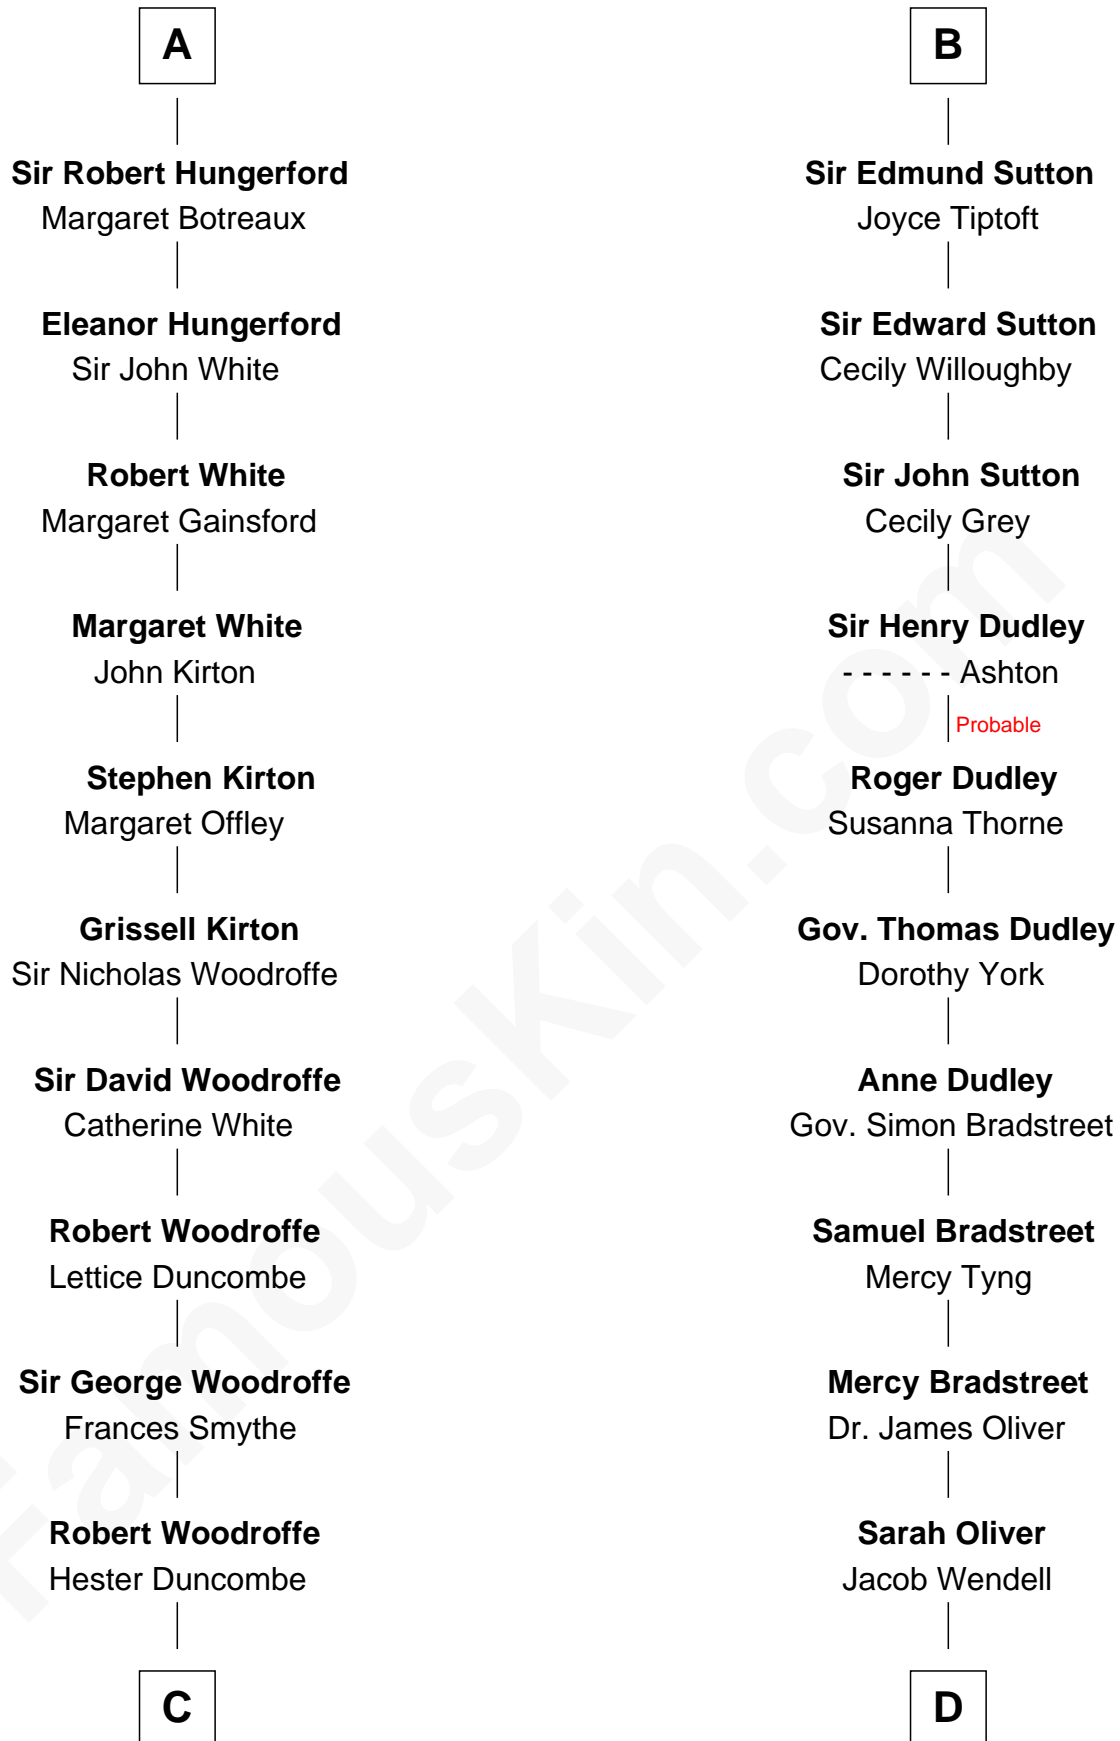 A
Sir Robert Hungerford
Margaret Botreaux
Eleanor Hungerford
Sir John White
Robert White
Margaret Gainsford
Margaret White
John Kirton
Stephen Kirton
Margaret Offley
Grissell Kirton
Sir Nicholas Woodroffe
Sir David Woodroffe
Catherine White
Robert Woodroffe
Lettice Duncombe
Sir George Woodroffe
Frances Smythe
Robert Woodroffe
Hester Duncombe
C
B
Sir Edmund Sutton
Joyce Tiptoft
Sir Edward Sutton
Cecily Willoughby
Sir John Sutton
Cecily Grey
Sir Henry Dudley
- - - - - - Ashton
Probable
Roger Dudley
Susanna Thorne
Gov. Thomas Dudley
Dorothy York
Anne Dudley
Gov. Simon Bradstreet
Samuel Bradstreet
Mercy Tyng
Mercy Bradstreet
Dr. James Oliver
Sarah Oliver
Jacob Wendell
D
FamousKin.com